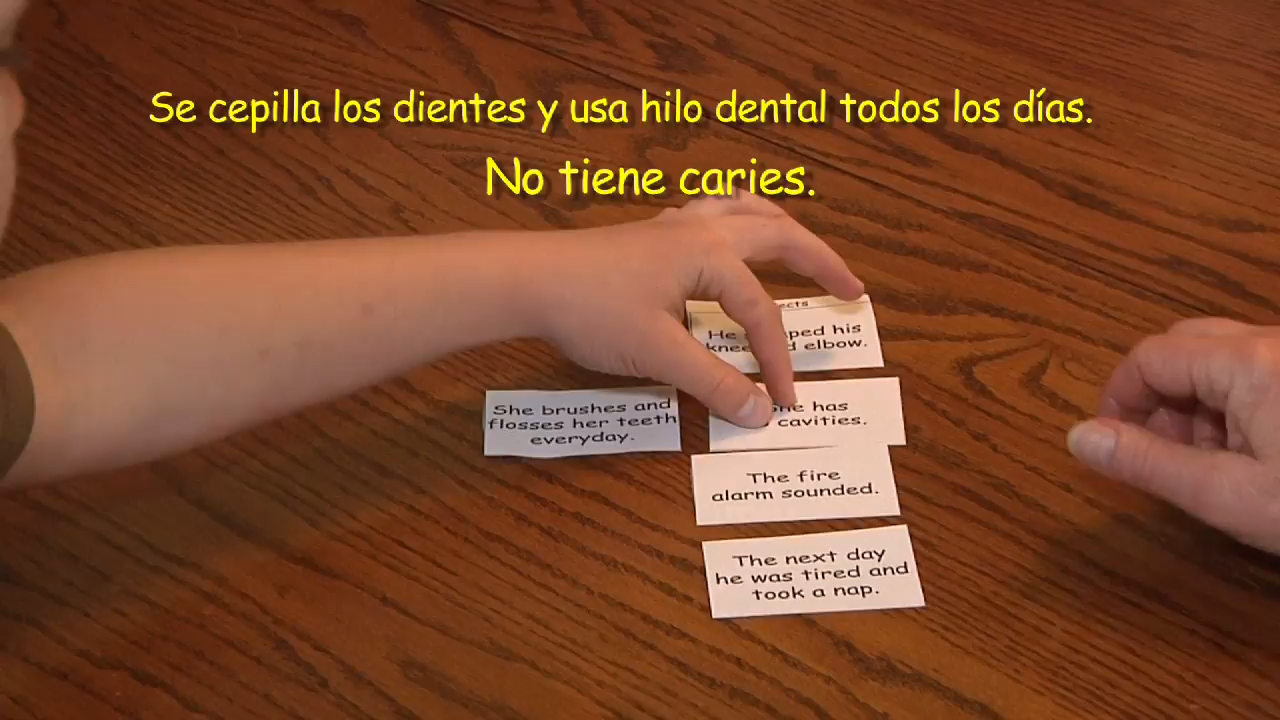 Se cepilla los dientes y usa hilo dental todos los días.
No tiene caries.
He his
elbow.
She brushes and
flosses her teeth
everyday.
has
cavities.
The fire
alarm sounded.
The next day
he was tired and
took a nap.